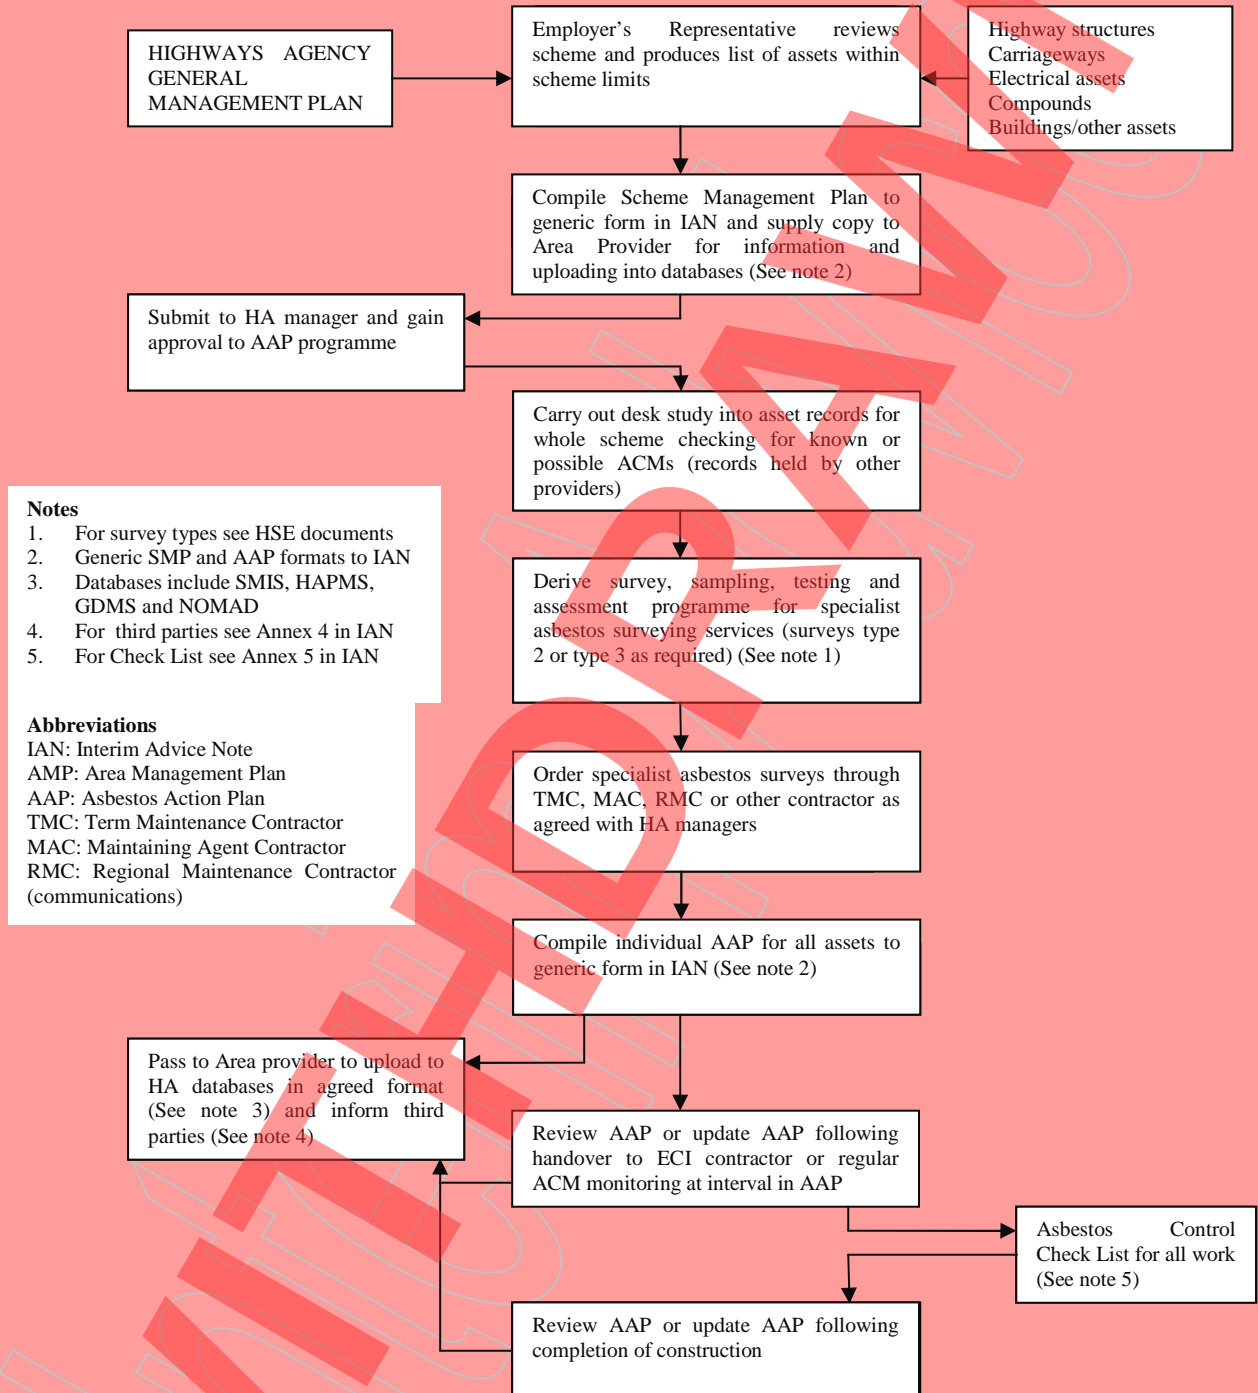 HIGHWAYS AGENCY
GENERAL
MANAGEMENT PLAN
Employer's Representative reviews
scheme and produces list of assets within
scheme limits
Highway structures
Carriageways
Electrical assets
Compounds
Buildings/other assets
Compile Scheme Management Plan to
generic form in IAN and supply copy to
Area Provider for information and
uploading into databases (See note 2)
Submit to HA manager and gain
approval to AAP programme
Carry out desk study into asset records for
whole scheme checking for known or
possible ACMs (records held by other
providers)
Notes
1. For survey types see HSE documents
2. Generic SMP and AAP formats to IAN
3. Databases include SMIS, HAPMS,
GDMS and NOMAD
4. For third parties see Annex 4 in IAN
5. For Check List see Annex 5 in IAN
Derive survey, sampling, testing and
assessment programme for specialist
asbestos surveying services (surveys type
2 or type 3 as required) (See note 1)
Abbreviations
IAN: Interim Advice Note
AMP: Area Management Plan
AAP: Asbestos Action Plan
TMC: Term Maintenance Contractor
MAC: Maintaining Agent Contractor
RMC: Regional Maintenance Contractor
(communications)
Order specialist asbestos surveys through
TMC, MAC, RMC or other contractor as
agreed with HA managers
Compile individual AAP for all assets to
generic form in IAN (See note 2)
Pass to Area provider to upload to
HA databases in agreed format
(See note 3) and inform third
parties (See note 4)
Review AAP or update AAP following
handover to ECI contractor or regular
ACM monitoring at interval in AAP
Asbestos Control
Check List for all work
(See note 5)
Review AAP or update AAP following
completion of construction
WITHDRAWN